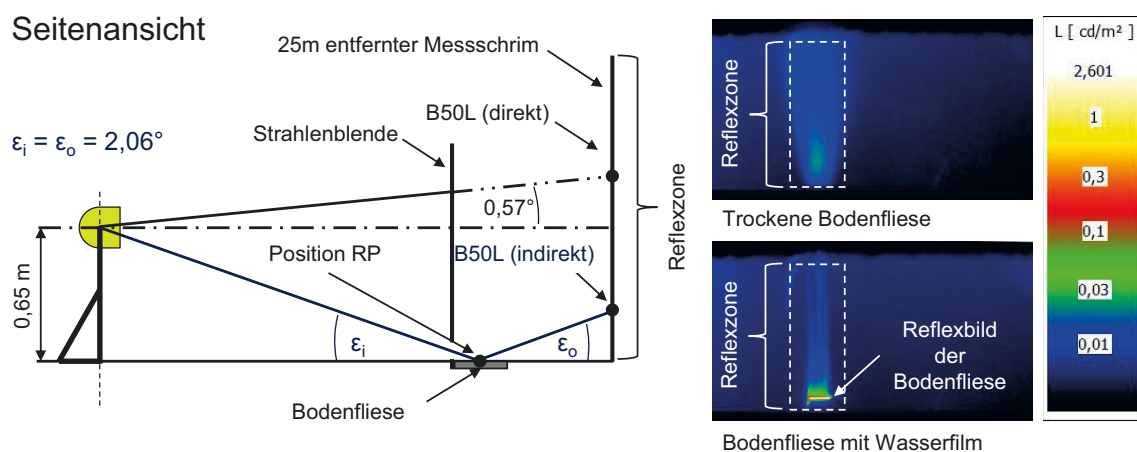 Seitenansicht
25m entfernter Messschrim
B50L (direkt)
Strahlenblende
εi = εo = 2,06°
0,57°
Position RP
B50L (indirekt)
0,65 m
εi
εo
Bodenfliese
Reflexzone
Reflexzone
Trockene Bodenfliese
Reflexzone
Reflexbild
der
Bodenfliese
Bodenfliese mit Wasserfilm
L [ cd/m² ]
2,601
1
0,3
0,1
0,03
0,01